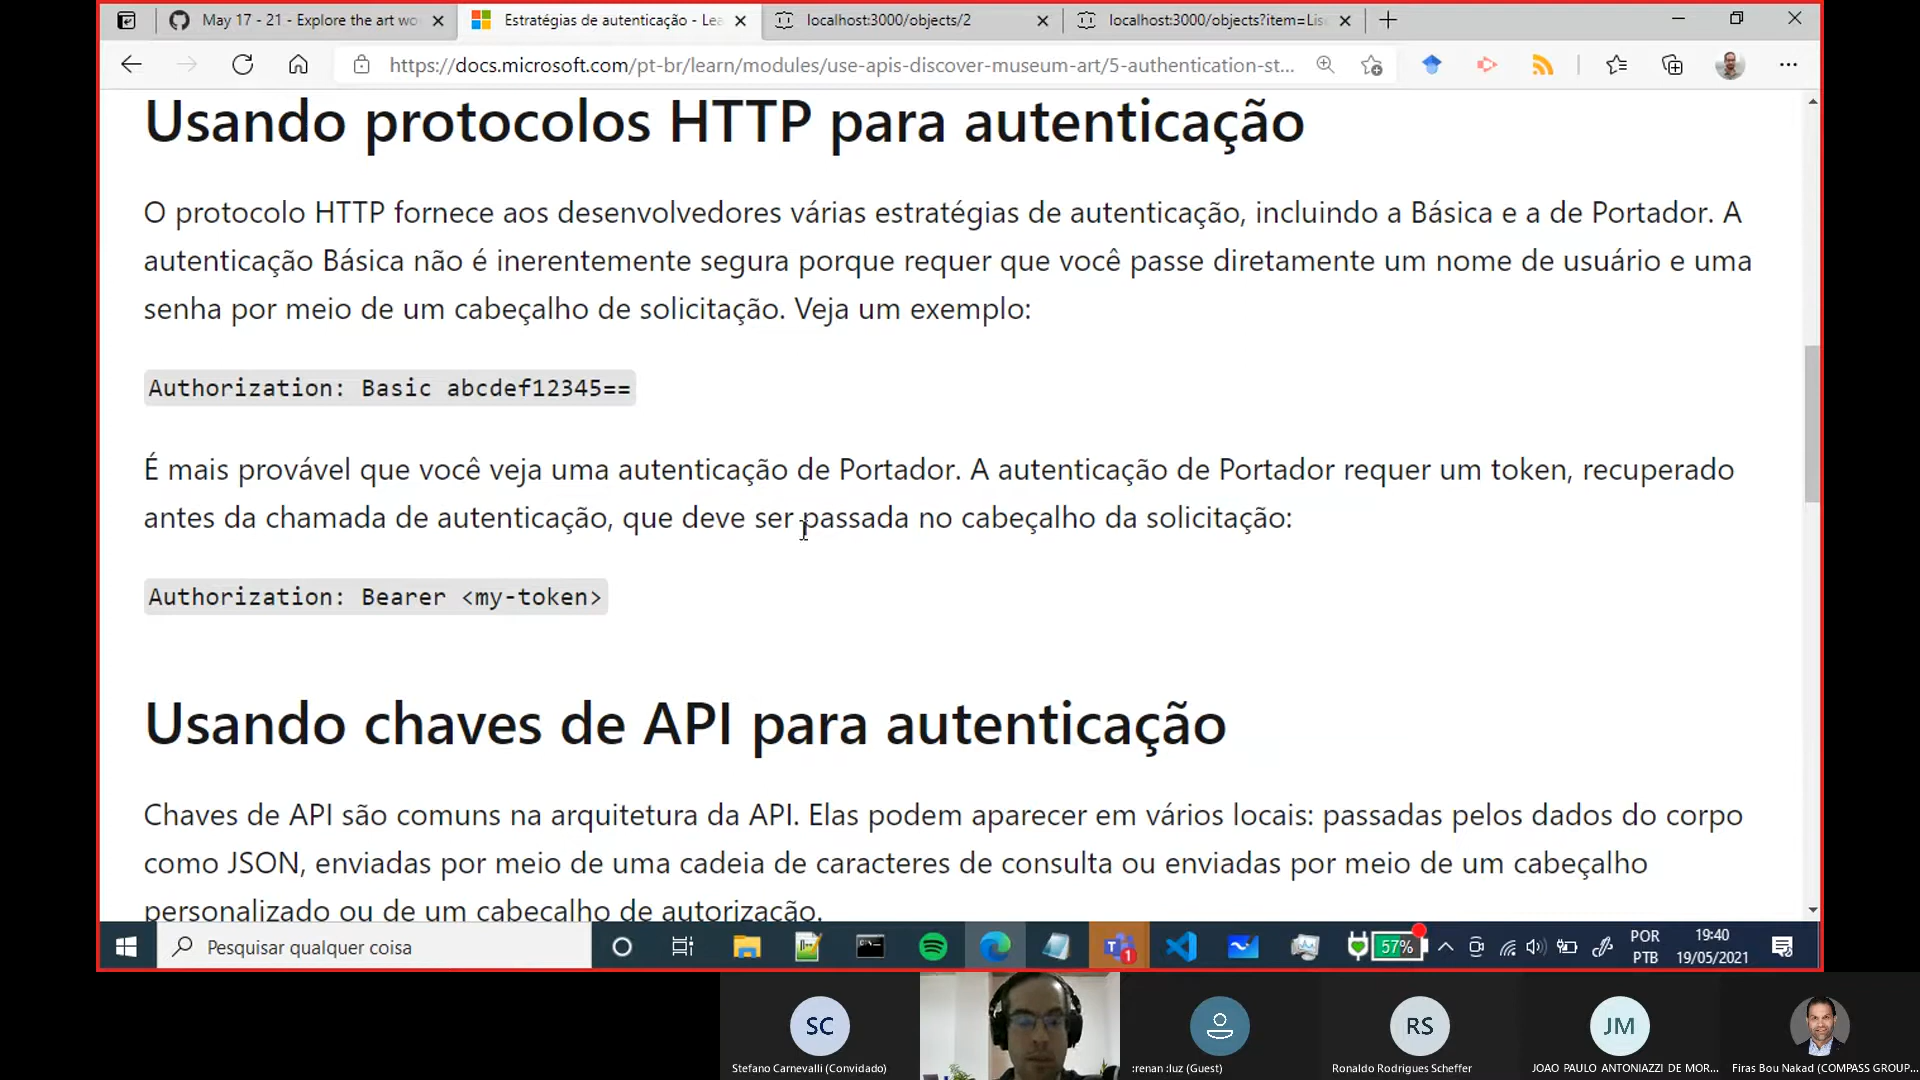 May 17 - 21 - Explore the art wo
Estratégias de autenticação - Lea
localhost:3000/objects/2
localhost:3000/objects?item=Lis
https://docs.microsoft.com/pt-br/learn/modules/use-apis-discover-museum-art/5-authentication-st...
Usando protocolos HTTP para autenticação
O protocolo HTTP fornece aos desenvolvedores várias estratégias de autenticação, incluindo a Básica e a de Portador. A
autenticação Básica não é inerentemente segura porque requer que você passe diretamente um nome de usuário e uma
senha por meio de um cabeçalho de solicitação. Veja um exemplo:
Authorization: Basic abcdef12345==
É mais provável que você veja uma autenticação de Portador. A autenticação de Portador requer um token, recuperado
antes da chamada de autenticação, que deve ser passada no cabeçalho da solicitação:
Authorization: Bearer <my-token>
Usando chaves de API para autenticação
Chaves de API são comuns na arquitetura da API. Elas podem aparecer em vários locais: passadas pelos dados do corpo
como JSON, enviadas por meio de uma cadeia de caracteres de consulta ou enviadas por meio de um cabeçalho
personalizado ou de um cabeçalho de autorização.
Pesquisar qualquer coisa
1
57%
POR
PTB
19:40
19/05/2021
SC
RS
JM
Stefano Carnevalli (Convidado)
:renan :luz (Guest)
Ronaldo Rodrigues Scheffer
JOAO PAULO ANTONIAZZI DE MOR...
Firas Bou Nakad (COMPASS GROUP...